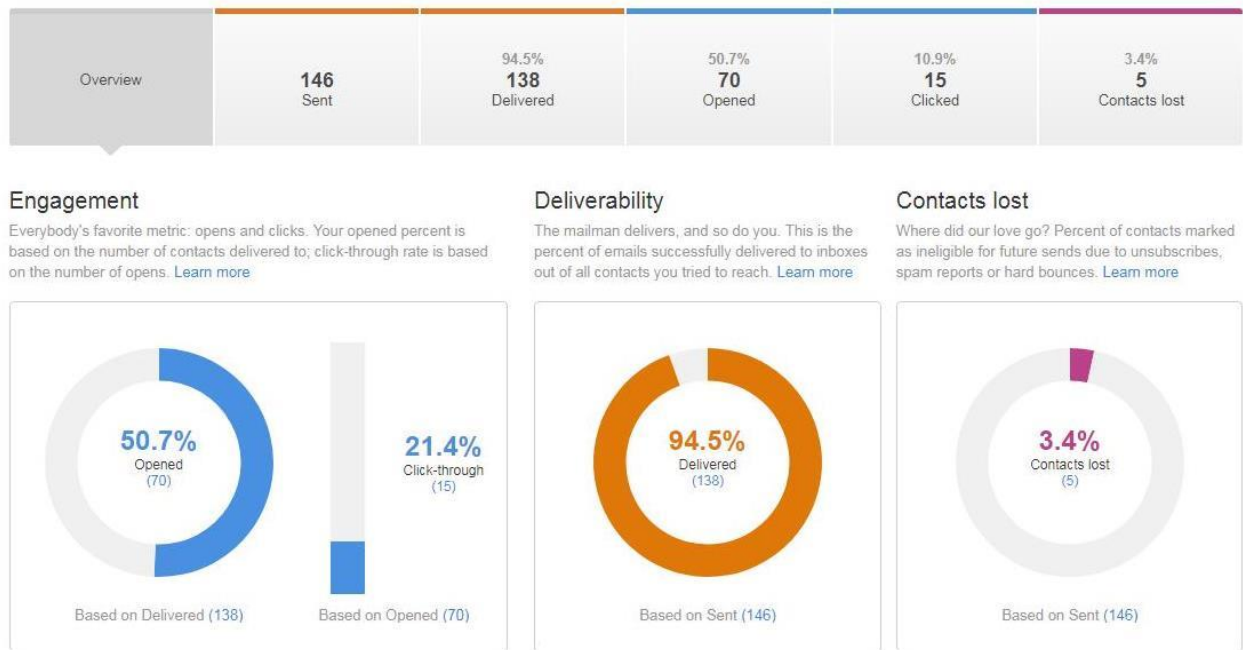 Overview
146
Sent
94.5%
138
Delivered
50.7%
70
Opened
10.9%
15
Clicked
3.4%
5
Contacts lost
Engagement
Everybody's favorite metric: opens and clicks. Your opened percent is
based on the number of contacts delivered to; click-through rate is based
on the number of opens. Learn more
50.7%
Opened
(70)
21.4%
Click-through
(15)
Based on Delivered (138)
Based on Opened (70)
Deliverability
The mailman delivers, and so do you. This is the
percent of emails successfully delivered to inboxes
out of all contacts you tried to reach. Learn more
94.5%
Delivered
(138)
Based on Sent (146)
Contacts lost
Where did our love go? Percent of contacts marked
as ineligible for future sends due to unsubscribes,
spam reports or hard bounces. Learn more
3.4%
Contacts lost
(5)
Based on Sent (146)